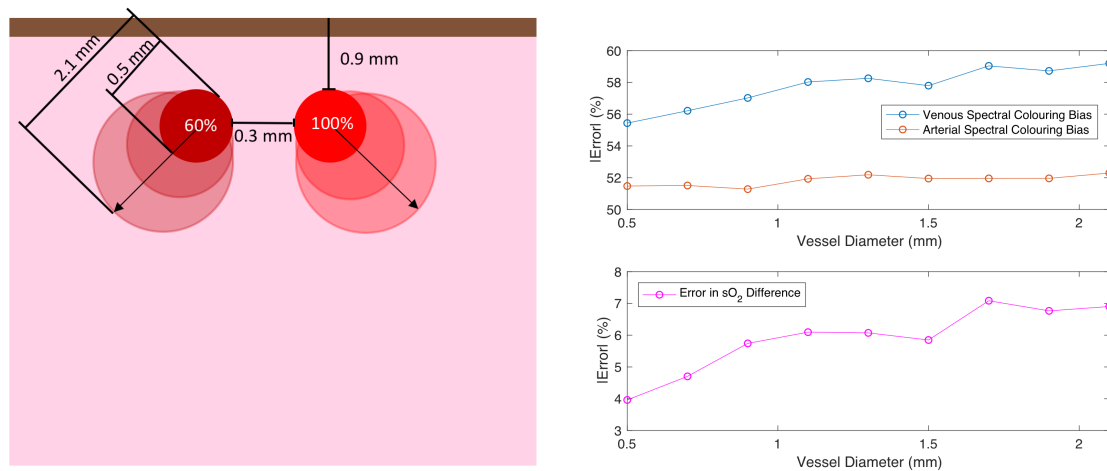 2.1 mm
0.5 mm
0.9 mm
60%
100%
0.3 mm
60
58
56
54
52
50
|Error| (%)
Venous Spectral Colouring Bias
Arterial Spectral Colouring Bias
0.5
1
1.5
2
Vessel Diameter (mm)
8
7
6
5
4
3
|Error| (%)
Error in sO2 Difference
0.5
1
1.5
2
Vessel Diameter (mm)